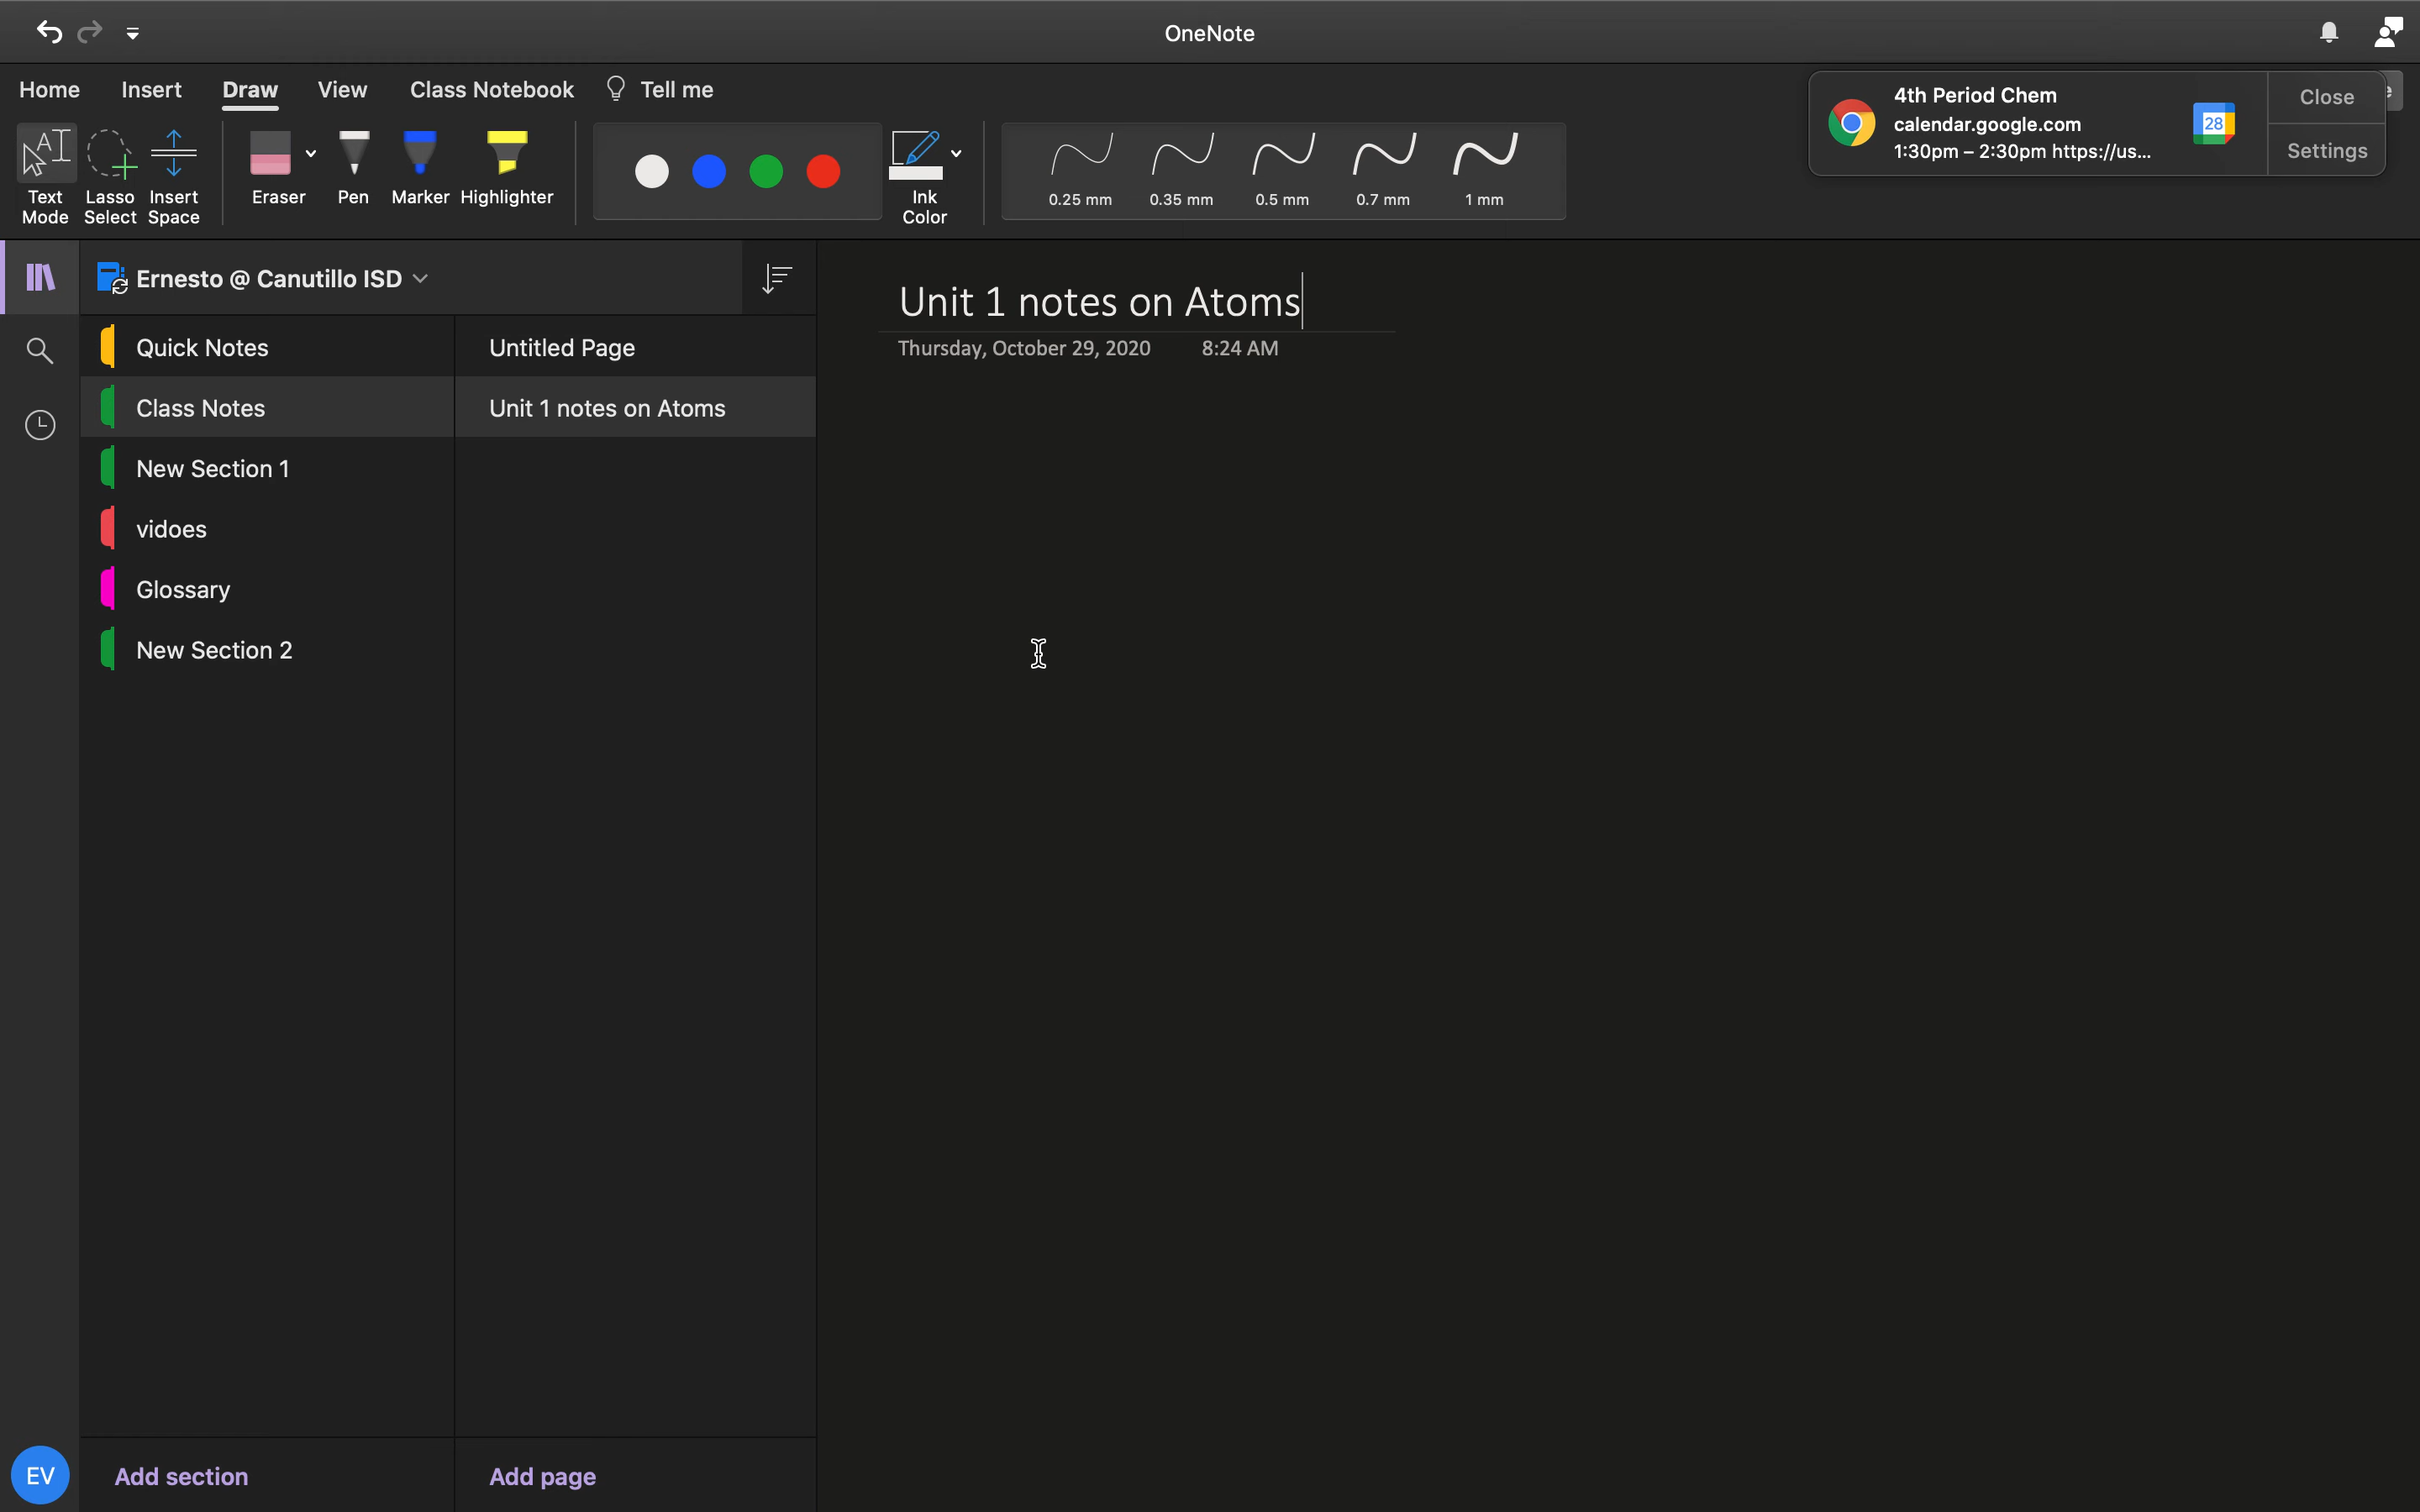 OneNote
Home Insert Draw View Class Notebook Tell me
4th Period Chem
calendar.google.com
1:30pm – 2:30pm https://us...
28
Close
Settings
Text Mode
Lasso Select
Insert Space
Eraser
Pen
Marker
Highlighter
Ink Color
0.25 mm
0.35 mm
0.5 mm
0.7 mm
1 mm
Ernesto @ Canutillo ISD
Quick Notes
Class Notes
New Section 1
vidoes
Glossary
New Section 2
Add section
Untitled Page
Unit 1 notes on Atoms
Add page
Unit 1 notes on Atoms
Thursday, October 29, 2020 8:24 AM
EV